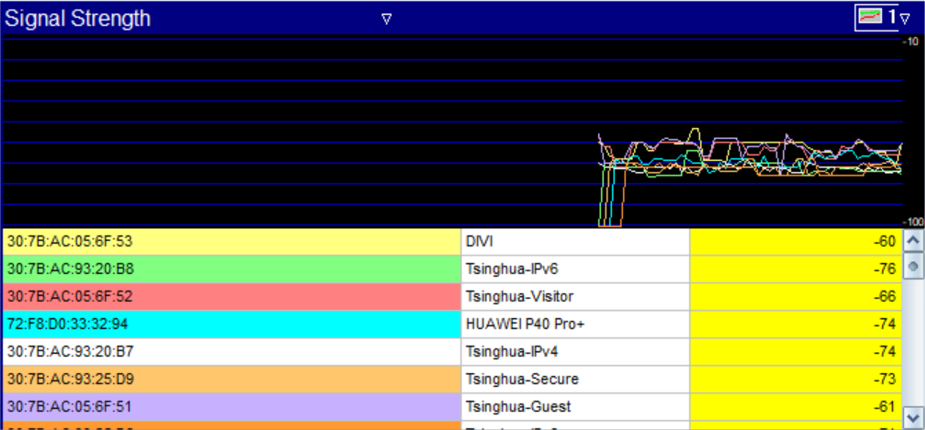 Signal Strength 1
-10
-100
30:7B:AC:05:6F:53 DIVI -60
30:7B:AC:93:20:B8 Tsinghua-IPv6 -76
30:7B:AC:05:6F:52 Tsinghua-Visitor -66
72:F8:D0:33:32:94 HUAWEI P40 Pro+ -74
30:7B:AC:93:20:B7 Tsinghua-IPv4 -74
30:7B:AC:93:25:D9 Tsinghua-Secure -73
30:7B:AC:05:6F:51 Tsinghua-Guest -61